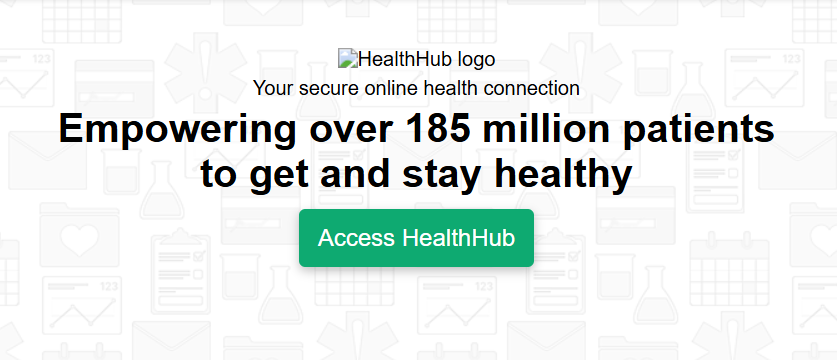 HealthHub logo
Your secure online health connection
Empowering over 185 million patients
to get and stay healthy
Access HealthHub